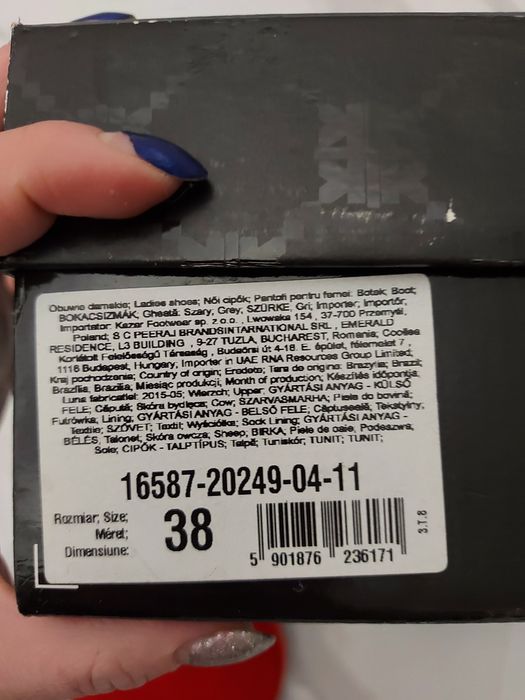 Obuwie damskie; Ladies shoes; Női cipők; Pantofi pentru femei: Botek; Boot;
BOKACSIZMÁK; Gheată: Szary, Grey, SZÜRKE, Gri; Importer, Importőr,
Importator: Kazar Footwear sp. z o.o., Lwowska 154, 37-700 Przemyśl,
Poland; S C PEERAJ BRANDSINTARNATIONAL SRL, EMERALD
RESIDENCE, L3 BUILDING, 9-27 TUZLA, BUCHAREST, Romania;
Korlátolt Felelősségű Társaság, Budaörsi út 4-18. E. épület, félemelet 7,
1118 Budapest, Hungary, Importer in UAE RNA Resources Group Limited;
Kraj pochodzenia; Country of origin; Eredete; Tara de origine: Brazylia; Brazil;
Brazília, Brazilia, Miesiąc produkcji, Month of production; Készítés időpontja,
Luna fabricatiei: 2015-05; Wierzch; Upper; GYÁRTÁSI ANYAG - KÜLSŐ
FELE; Căpută; Skóra bydlęca; Cow; SZARVASMARHA; Piele de bovină;
Futrówka, Lining; GYÁRTÁSI ANYAG - BELSŐ FELE; Tekstylny,
Textile; SZÖVET; Textil; Wyściółka; Sock Lining; GYÁRTÁSI ANYAG -
BÉLÉS, Talonet; Skóra owcza, Sheep, BIRKA; Piele de oaie, Podeszwa;
Sole; CIPŐK - TALPTÍPUS; Talpă; Tuniskór; TUNIT; TUNIT;
16587-20249-04-11
Rozmiar; Size;
Méret;
Dimensiune:
38
5 901876 236171
3.T.8